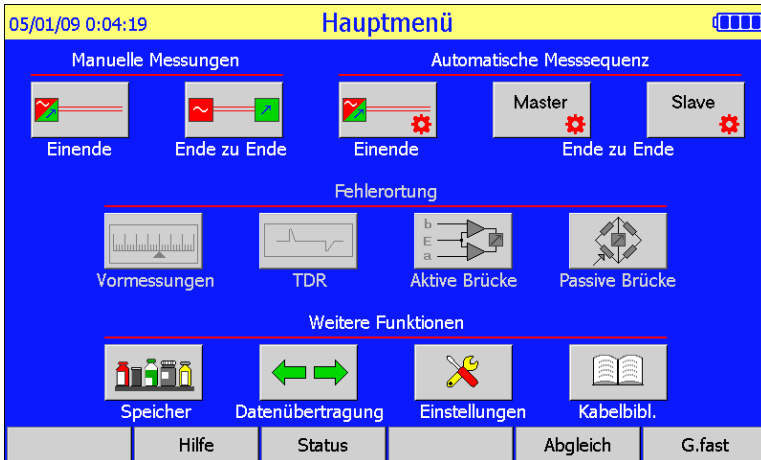 05/01/09 0:04:19 Hauptmenü
Manuelle Messungen Automatische Messsequenz
Master Slave
Einende Ende zu Ende Einende Ende zu Ende
Fehlerortung
b
E
a
Vormessungen TDR Aktive Brücke Passive Brücke
Weitere Funktionen
Speicher Datenübertragung Einstellungen Kabelbibl.
Hilfe Status Abgleich G.fast